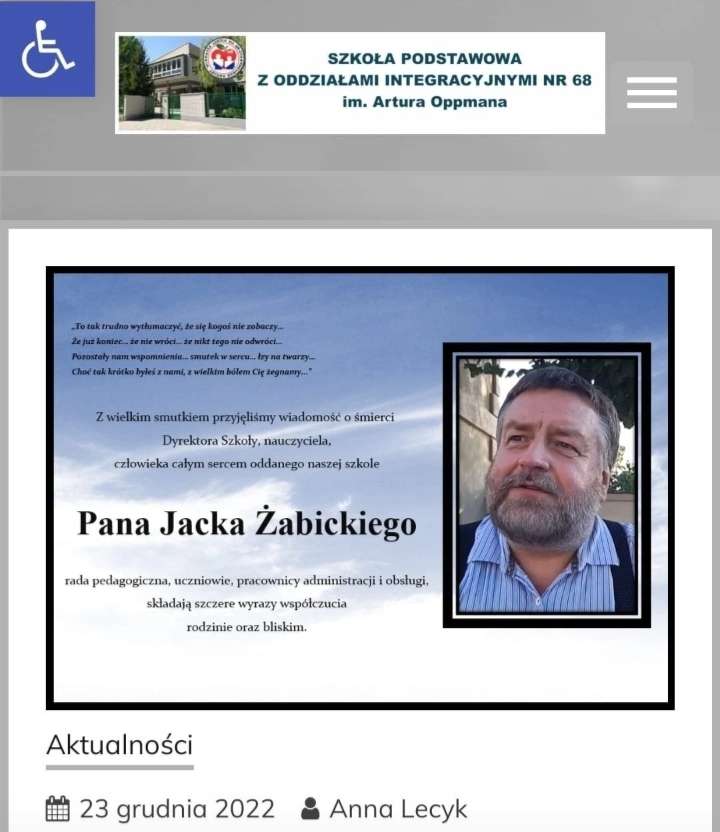 SZKOŁA PODSTAWOWA
Z ODDZIAŁAMI INTEGRACYJNYMI NR 68
im. Artura Oppmana
„To tak trudno wytłumaczyć, że się kogoś nie zobaczy...
Że już koniec... że nie wróci... że nikt tego nie odwróci...
Pozostały nam wspomnienia... smutek w sercu... łzy na twarzy...
Choć tak krótko byłeś z nami, z wielkim bólem Cię żegnamy..."
Z wielkim smutkiem przyjęliśmy wiadomość o śmierci
Dyrektora Szkoły, nauczyciela,
człowieka całym sercem oddanego naszej szkole
Pana Jacka Żabickiego
rada pedagogiczna, uczniowie, pracownicy administracji i obsługi,
składają szczere wyrazy współczucia
rodzinie oraz bliskim.
Aktualności
23 grudnia 2022 Anna Lecyk